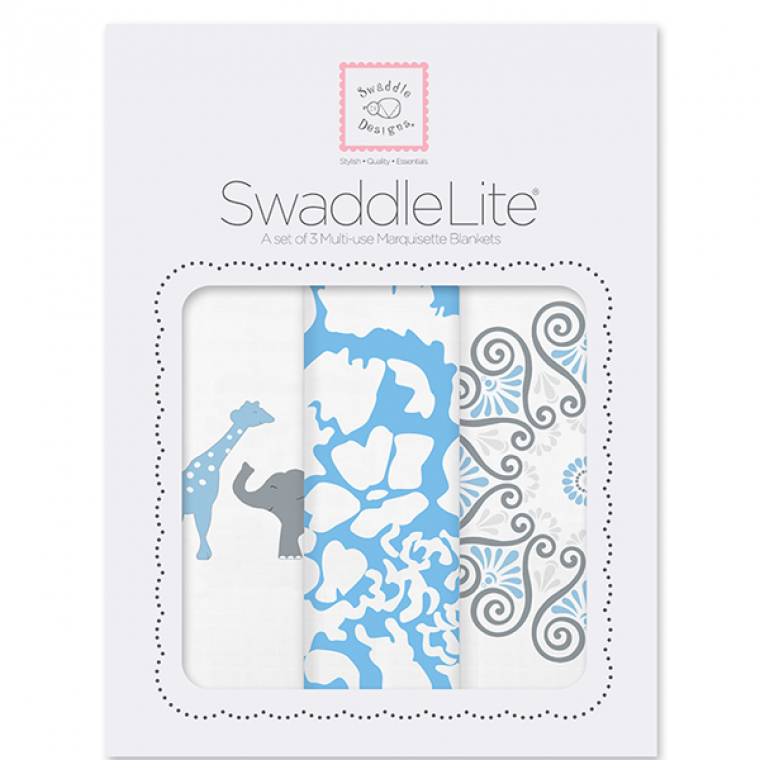 Swaddle
Designs®
Stylish • Quality • Essentials
SwaddleLite®
A set of 3 Multi-use Marquisette Blankets